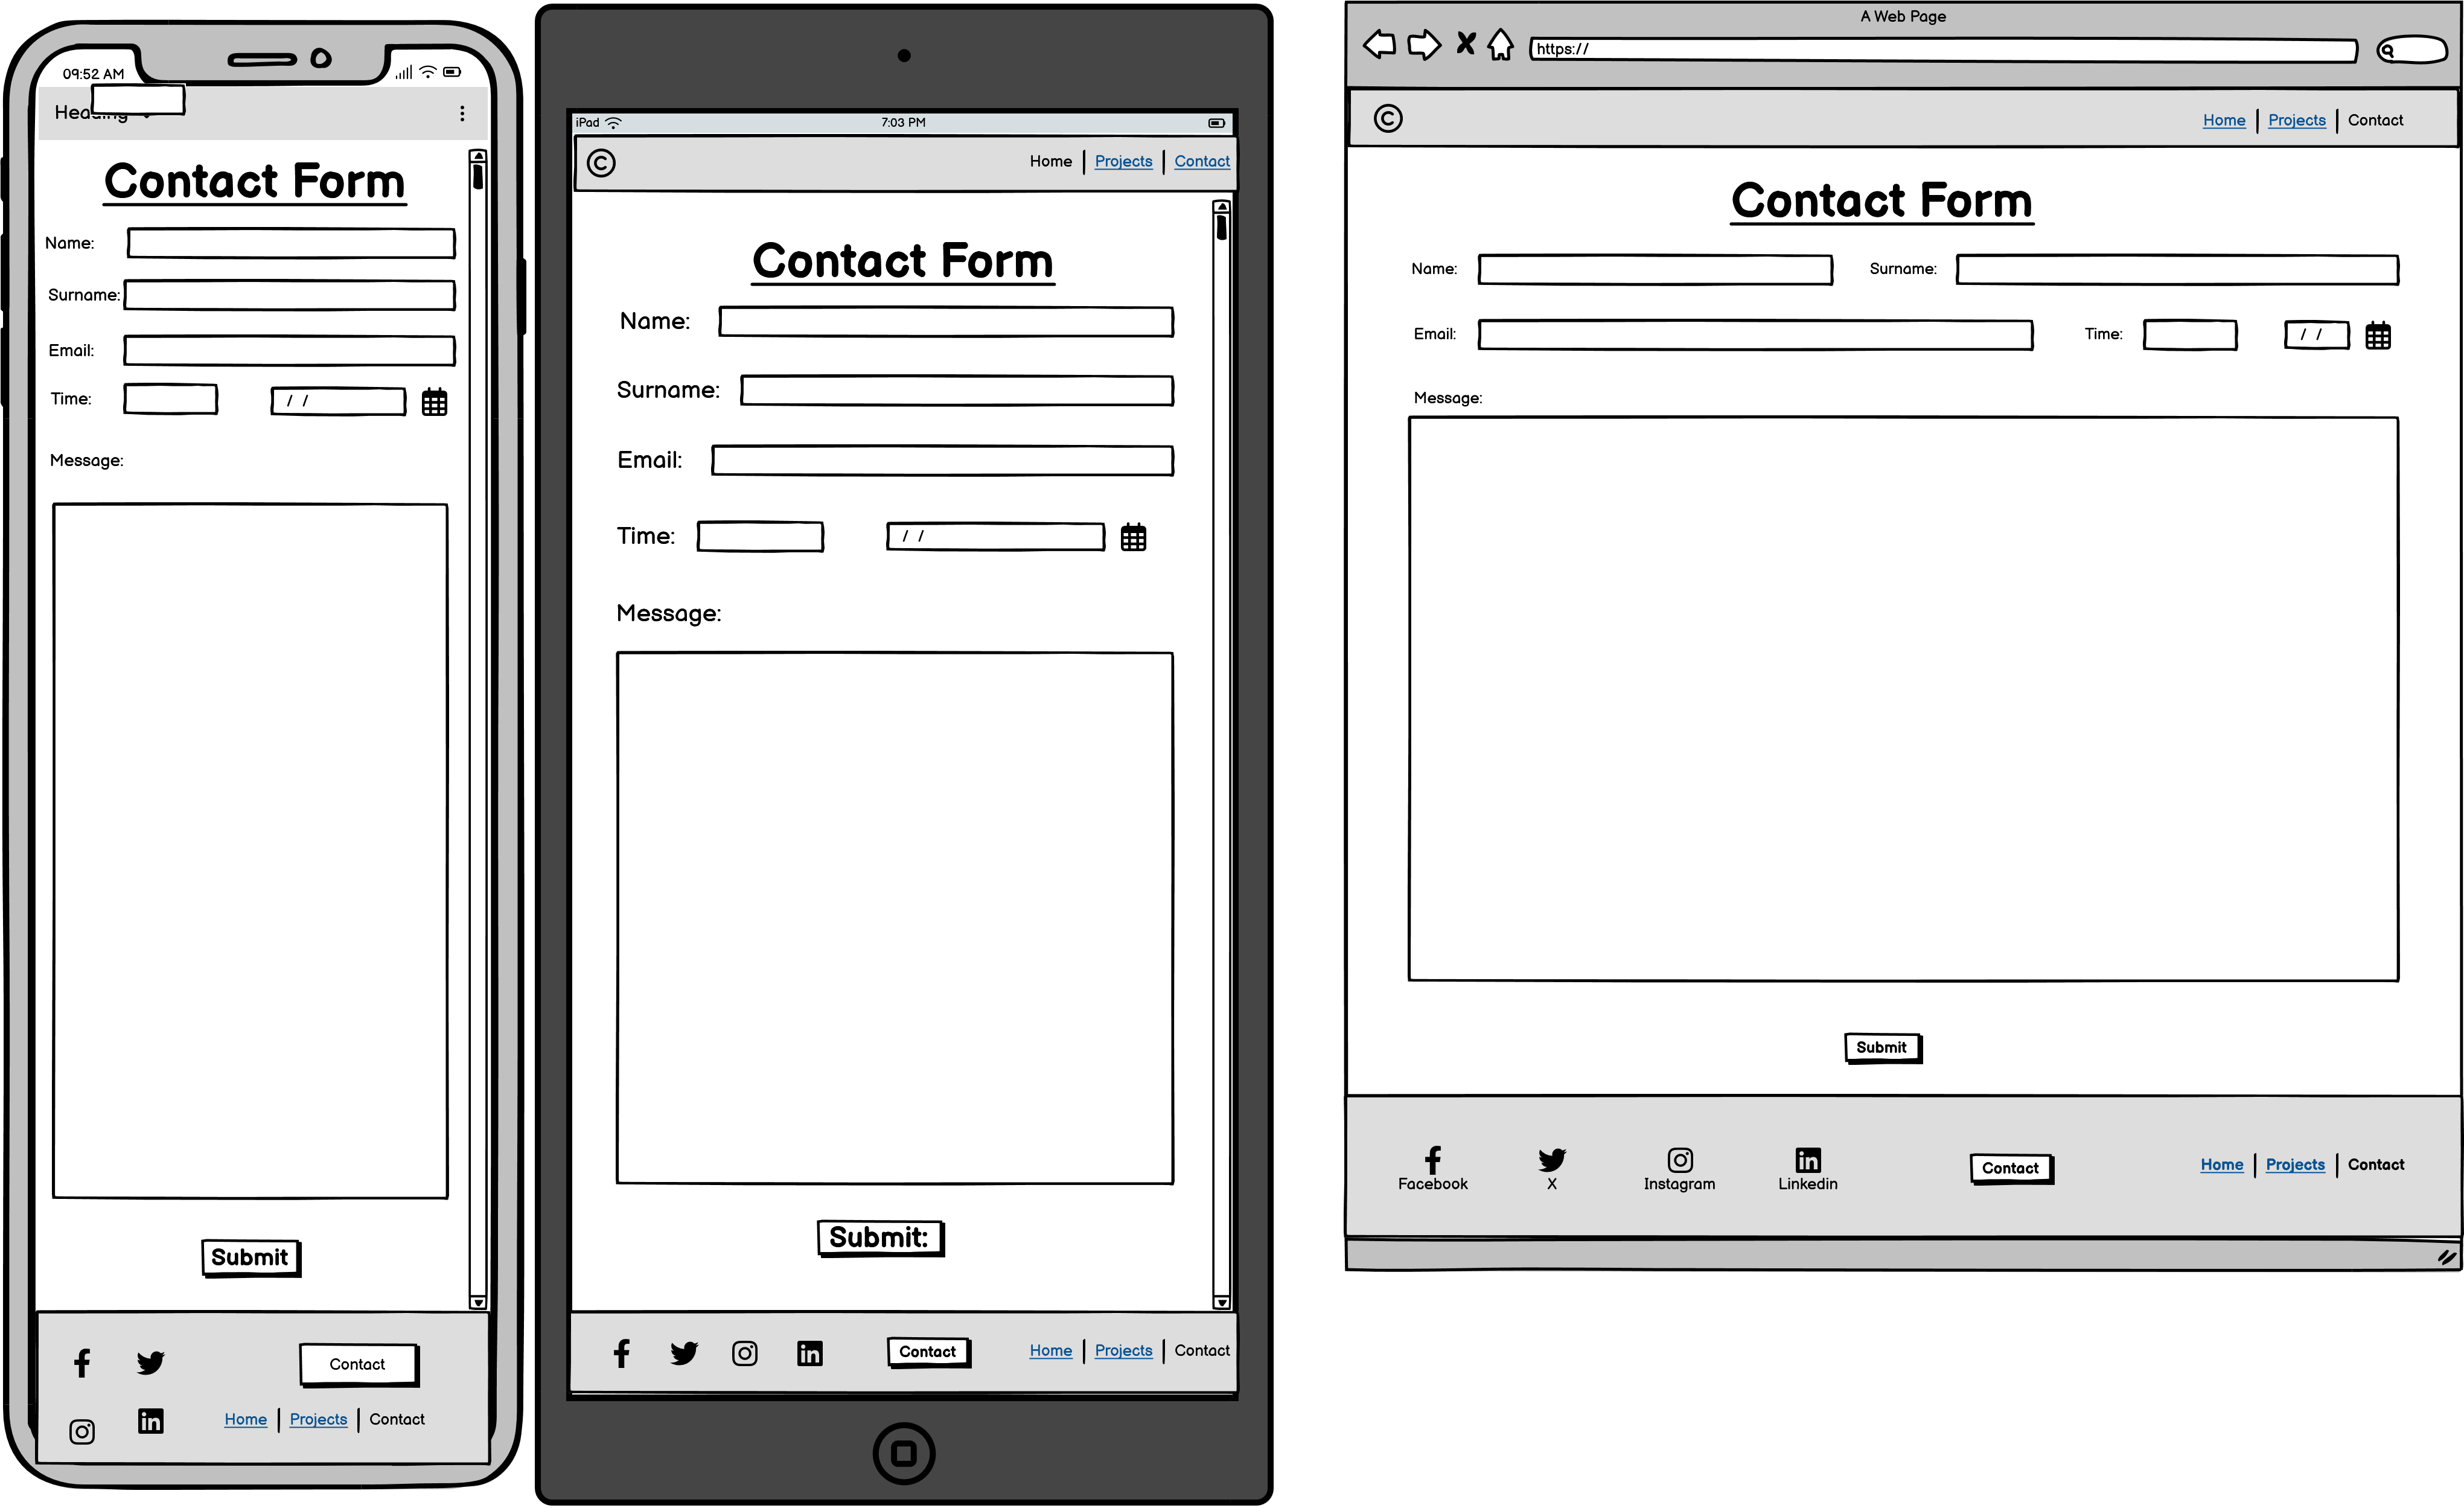 09:52 AM
Heading
Contact Form
Name:
Surname:
Email:
Time:
/ /
Message:
Submit
Contact
Home | Projects | Contact
iPad
7:03 PM
©
Home | Projects | Contact
Contact Form
Name:
Surname:
Email:
Time:
/ /
Message:
Submit:
Contact
Home | Projects | Contact
A Web Page
https://
©
Home | Projects | Contact
Contact Form
Name:
Surname:
Email:
Time:
/ /
Message:
Submit
Facebook
X
Instagram
Linkedin
Contact
Home | Projects | Contact